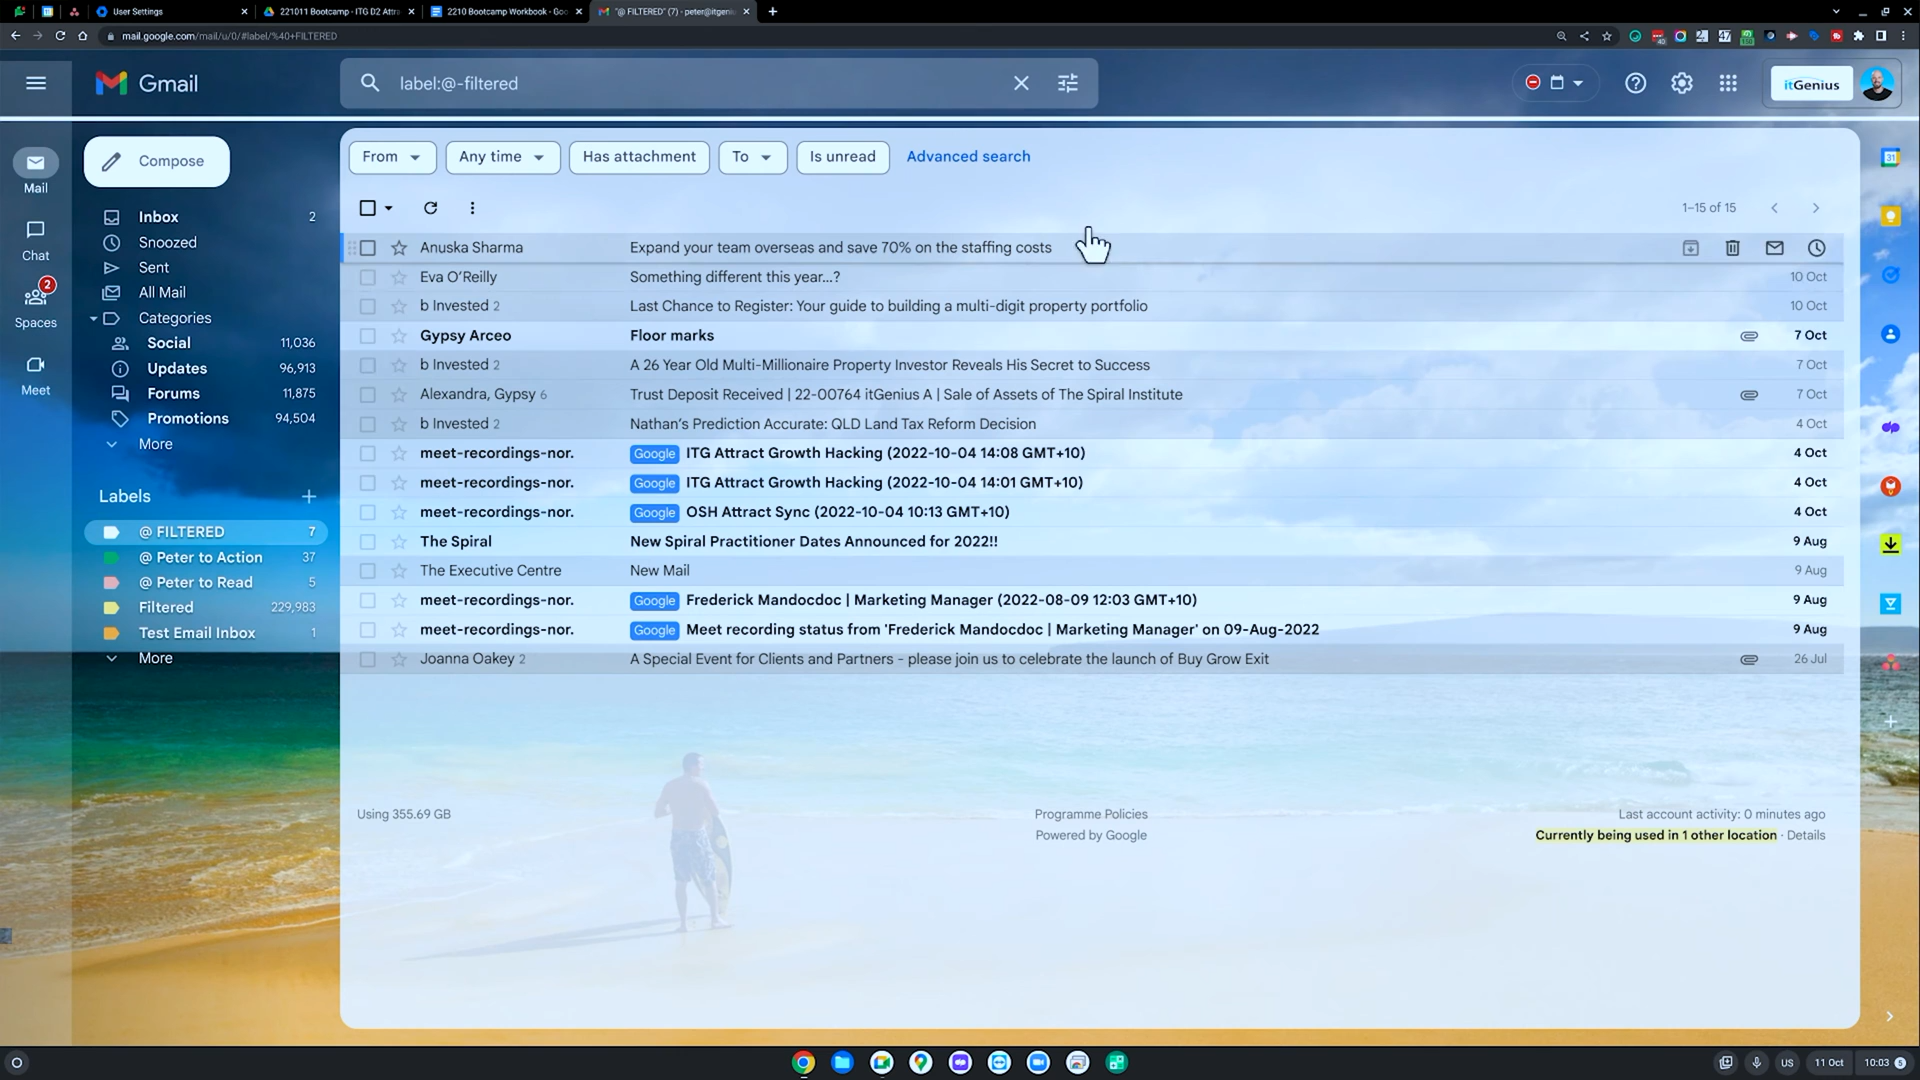 User Settings
221011 Bootcamp - ITG D2 Attra
2210 Bootcamp Workbook - Goo
"@ FILTERED" (7) - peter@itgeniu
mail.google.com/mail/u/0/#label/%40+FILTERED
Gmail
label:@-filtered
itGenius
Mail
Chat
2
Spaces
Meet
Compose
Inbox 2
Snoozed
Sent
All Mail
Categories
Social 11,036
Updates 96,913
Forums 11,875
Promotions 94,504
More
Labels
@ FILTERED 7
@ Peter to Action 37
@ Peter to Read 5
Filtered 229,983
Test Email Inbox 1
More
From Any time Has attachment To Is unread Advanced search
1–15 of 15
Anuska Sharma Expand your team overseas and save 70% on the staffing costs
Eva O'Reilly Something different this year...? 10 Oct
b Invested 2 Last Chance to Register: Your guide to building a multi-digit property portfolio 10 Oct
Gypsy Arceo Floor marks 7 Oct
b Invested 2 A 26 Year Old Multi-Millionaire Property Investor Reveals His Secret to Success 7 Oct
Alexandra, Gypsy 6 Trust Deposit Received | 22-00764 itGenius A | Sale of Assets of The Spiral Institute 7 Oct
b Invested 2 Nathan's Prediction Accurate: QLD Land Tax Reform Decision 4 Oct
meet-recordings-nor. Google ITG Attract Growth Hacking (2022-10-04 14:08 GMT+10) 4 Oct
meet-recordings-nor. Google ITG Attract Growth Hacking (2022-10-04 14:01 GMT+10) 4 Oct
meet-recordings-nor. Google OSH Attract Sync (2022-10-04 10:13 GMT+10) 4 Oct
The Spiral New Spiral Practitioner Dates Announced for 2022!! 9 Aug
The Executive Centre New Mail 9 Aug
meet-recordings-nor. Google Frederick Mandocdoc | Marketing Manager (2022-08-09 12:03 GMT+10) 9 Aug
meet-recordings-nor. Google Meet recording status from 'Frederick Mandocdoc | Marketing Manager' on 09-Aug-2022 9 Aug
Joanna Oakey 2 A Special Event for Clients and Partners - please join us to celebrate the launch of Buy Grow Exit 26 Jul
Using 355.69 GB
Programme Policies
Powered by Google
Last account activity: 0 minutes ago
Currently being used in 1 other location · Details
31
US
11 Oct
10:03
5